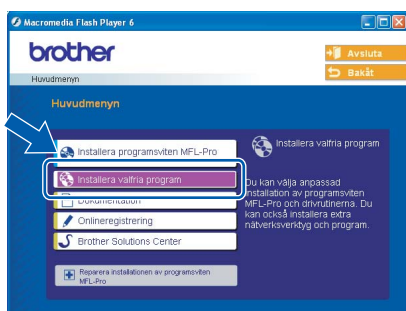 Macromedia Flash Player 6
brother
Avsluta
Bakåt
Huvudmenyn
Huvudmenyn
Installera programsviten MFL-Pro
Installera valfria program
Dokumentation
Onlineregistrering
Brother Solutions Center
Reparera installationen av programsviten
MFL-Pro
Installera valfria program
Du kan välja anpassad
installation av programsviten
MFL-Pro och drivrutinerna. Du
kan också installera extra
nätverksverktyg och program.